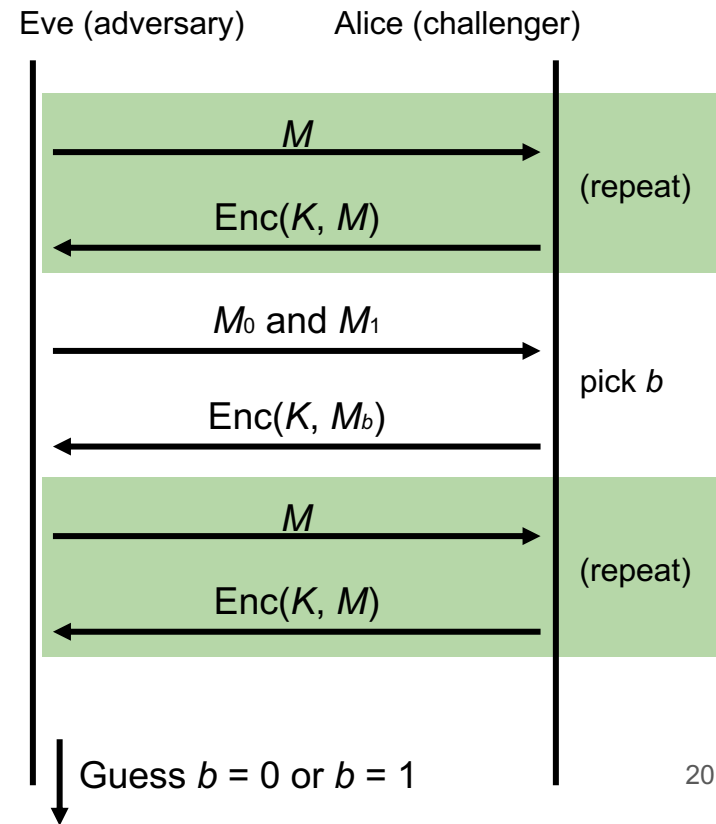 Eve (adversary) Alice (challenger)
M
(repeat)
Enc(K, M)
M₀ and M₁
pick b
Enc(K, Mb)
M
(repeat)
Enc(K, M)
Guess b = 0 or b = 1
20